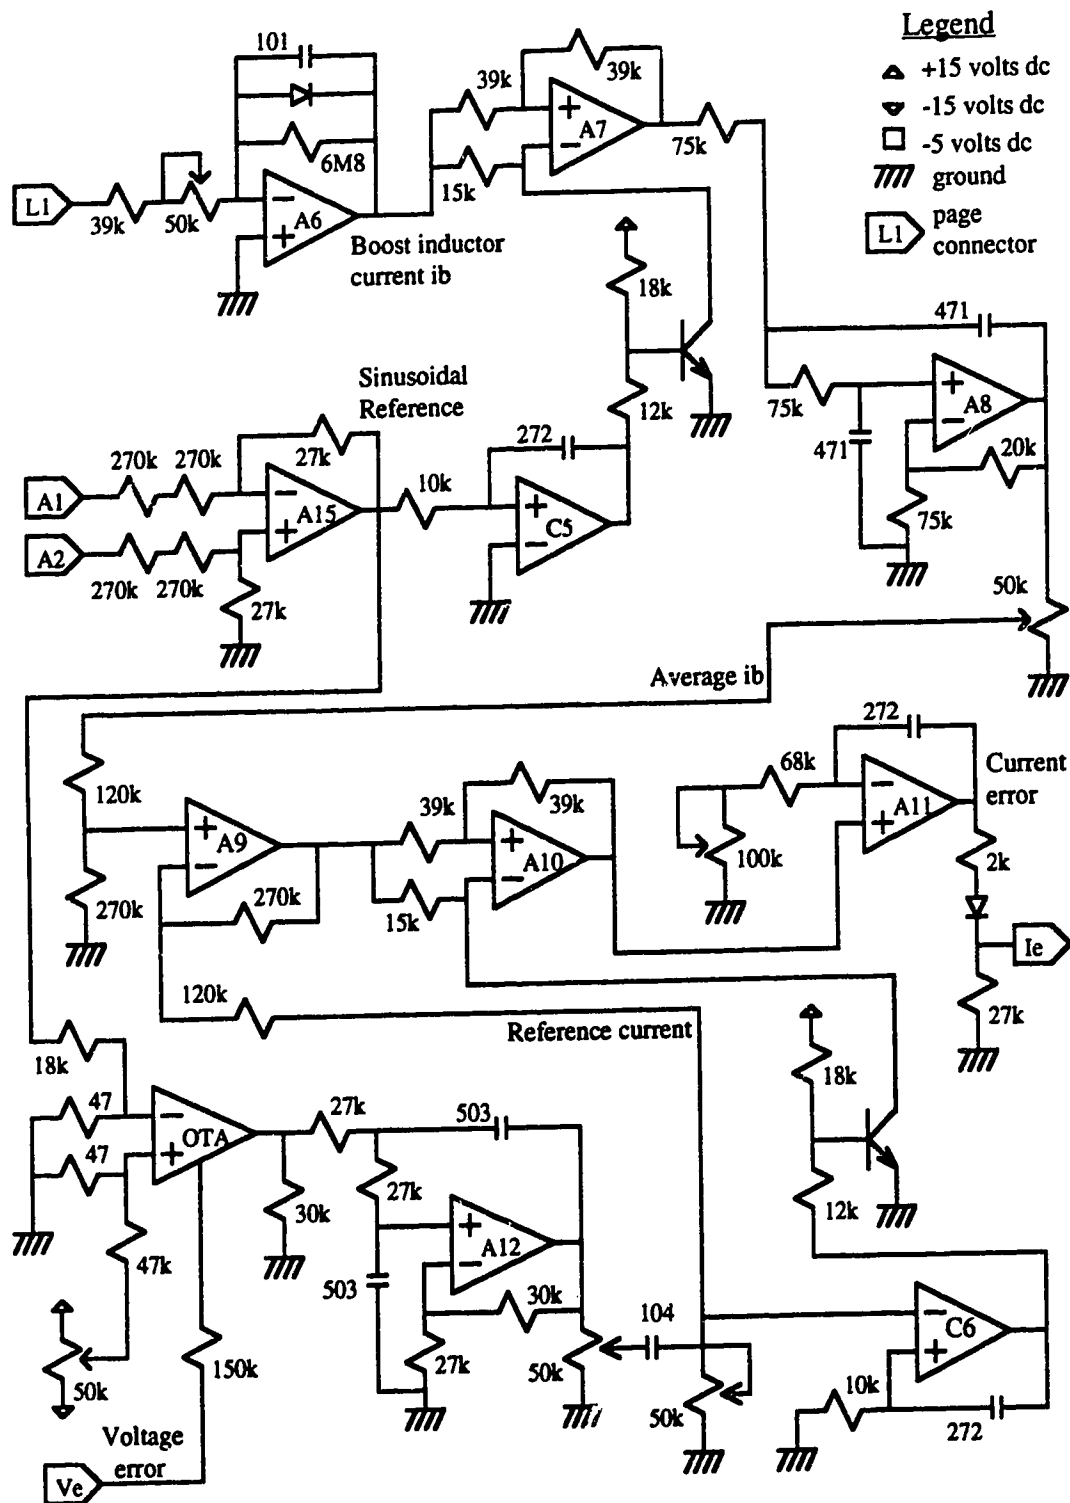 Legend
+15 volts dc
-15 volts dc
-5 volts dc
ground
L1
page
connector
101
6M8
L1
39k
50k
A6
Boost inductor
current ib
39k
39k
A7
15k
75k
18k
12k
471
75k
A8
471
20k
75k
50k
Sinusoidal
Reference
27k
A1
270k
270k
A15
A2
270k
270k
27k
10k
272
C5
Average ib
120k
270k
A9
270k
120k
39k
39k
A10
15k
272
68k
A11
100k
Current
error
2k
Ie
27k
Reference current
18k
47
47
OTA
47k
50k
150k
Voltage
error
Ve
27k
30k
503
27k
A12
503
30k
27k
50k
104
50k
18k
12k
C6
10k
272